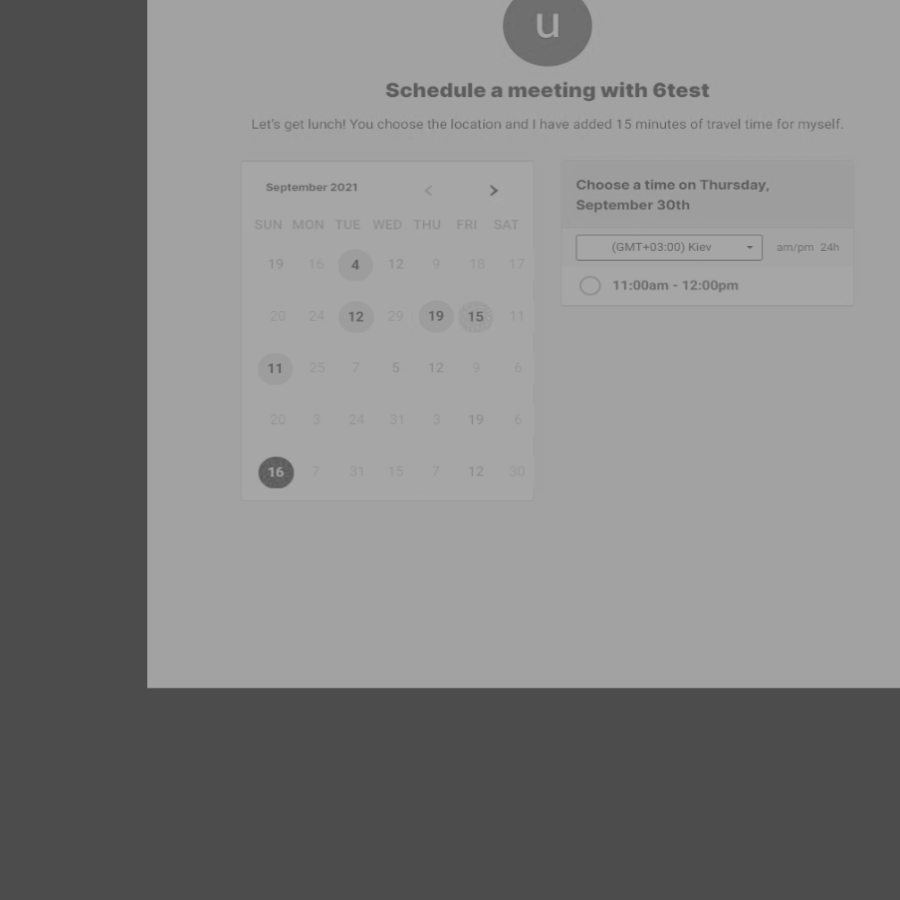 u
Schedule a meeting with 6test
Let's get lunch! You choose the location and I have added 15 minutes of travel time for myself.
September 2021 < >
SUN MON TUE WED THU FRI SAT
19 16 4 12 9 18 17
20 24 12 29 19 15 11
11 25 7 5 12 9 6
20 3 24 31 3 19 6
16 7 31 15 7 12 30
Choose a time on Thursday,
September 30th
(GMT+03:00) Kiev am/pm 24h
11:00am - 12:00pm